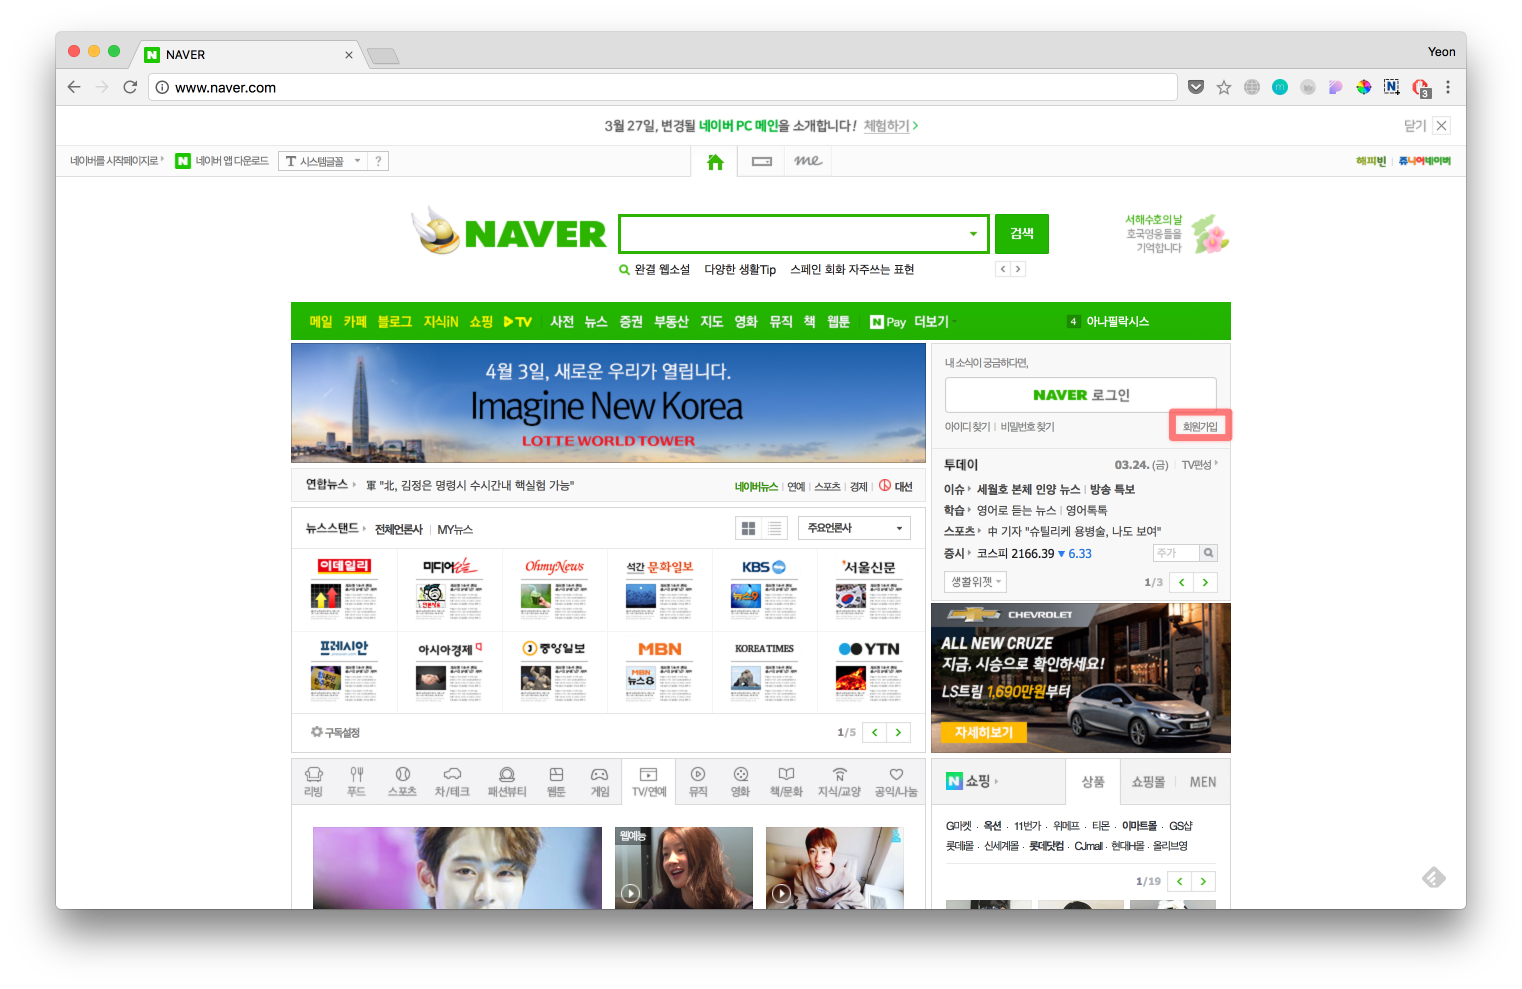 NAVER
Yeon
www.naver.com
3
3월 27일, 변경될 네이버 PC 메인을 소개합니다! 체험하기 >
닫기
네이버를 시작페이지로
네이버 앱 다운로드
T 시스템글꼴
?
me
해피빈
쥬니어네이버
NAVER
검색
서해수호의 날
호국영웅들을
기억합니다
완결 웹소설 다양한 생활Tip 스페인 회화 자주쓰는 표현
메일 카페 블로그 지식iN 쇼핑 TV 사전 뉴스 증권 부동산 지도 영화 뮤직 책 웹툰 N Pay 더보기
4 아나필락시스
4월 3일, 새로운 우리가 열립니다.
Imagine New Korea
LOTTE WORLD TOWER
내 소식이 궁금하다면,
NAVER 로그인
아이디 찾기 | 비밀번호 찾기
회원가입
연합뉴스 軍 "北, 김정은 명령시 수시간내 핵실험 가능"
네이버뉴스 | 연예 | 스포츠 | 경제 | 대선
투데이 03.24. (금) TV편성
이슈 세월호 본체 인양 뉴스 | 방송 특보
학습 영어로 듣는 뉴스 | 영어톡톡
스포츠 中 기자 "슈틸리케 용병술, 나도 보여"
증시 코스피 2166.39 ▼ 6.33
주가
생활위젯
1/3 < >
뉴스스탠드 전체언론사 | MY뉴스
주요언론사
이데일리
미디어오늘
OhmyNews
석간 문화일보
KBS
서울신문
뉴스9
프레시안
아시아경제
중앙일보
MBN
KOREA TIMES
YTN
MBN
뉴스8
구독설정
1/5 < >
CHEVROLET
ALL NEW CRUZE
지금, 시승으로 확인하세요!
LS트림 1,690만원부터
자세히보기
리빙 푸드 스포츠 차/테크 패션뷰티 웹툰 게임 TV/연예 뮤직 영화 책/문화 지식/교양 공익/나눔
웹예능
N 쇼핑
상품
쇼핑몰
MEN
G마켓 · 옥션 · 11번가 · 위메프 · 티몬 · 이마트몰 · GS샵
롯데몰 · 신세계몰 · 롯데닷컴 · CJmall · 현대H몰 · 올리브영
1/19 < >